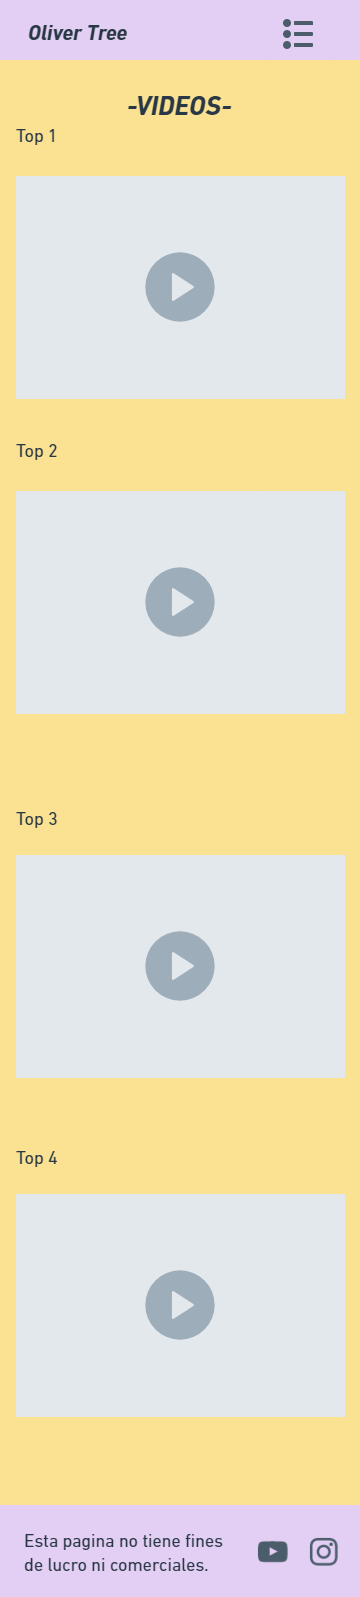 Oliver Tree
-VIDEOS-
Top 1
Top 2
Top 3
Top 4
Esta pagina no tiene fines
de lucro ni comerciales.